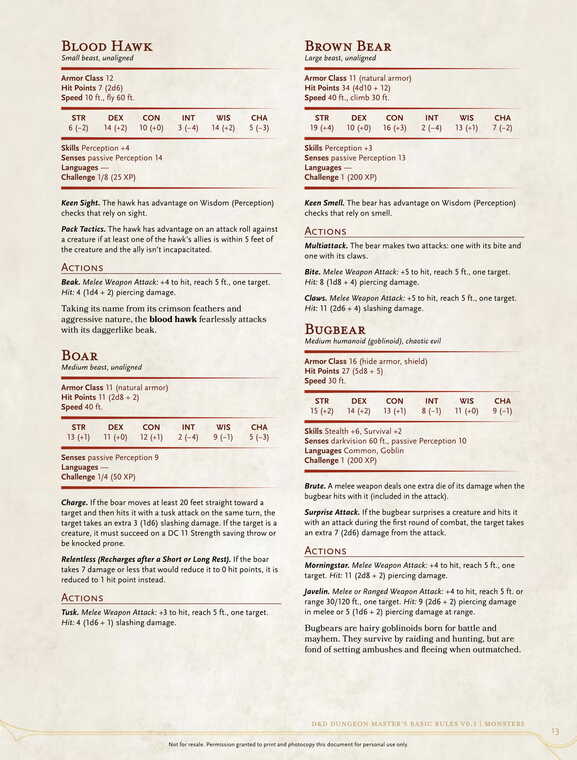 Blood Hawk
Small beast, unaligned
Armor Class 12
Hit Points 7 (2d6)
Speed 10 ft., fly 60 ft.
STR DEX CON INT WIS CHA
6 (–2) 14 (+2) 10 (+0) 3 (–4) 14 (+2) 5 (–3)
Skills Perception +4
Senses passive Perception 14
Languages —
Challenge 1/8 (25 XP)
Keen Sight. The hawk has advantage on Wisdom (Perception)
checks that rely on sight.
Pack Tactics. The hawk has advantage on an attack roll against
a creature if at least one of the hawk's allies is within 5 feet of
the creature and the ally isn't incapacitated.
Actions
Beak. Melee Weapon Attack: +4 to hit, reach 5 ft., one target.
Hit: 4 (1d4 + 2) piercing damage.
Taking its name from its crimson feathers and
aggressive nature, the blood hawk fearlessly attacks
with its daggerlike beak.
Boar
Medium beast, unaligned
Armor Class 11 (natural armor)
Hit Points 11 (2d8 + 2)
Speed 40 ft.
STR DEX CON INT WIS CHA
13 (+1) 11 (+0) 12 (+1) 2 (–4) 9 (–1) 5 (–3)
Senses passive Perception 9
Languages —
Challenge 1/4 (50 XP)
Charge. If the boar moves at least 20 feet straight toward a
target and then hits it with a tusk attack on the same turn, the
target takes an extra 3 (1d6) slashing damage. If the target is a
creature, it must succeed on a DC 11 Strength saving throw or
be knocked prone.
Relentless (Recharges after a Short or Long Rest). If the boar
takes 7 damage or less that would reduce it to 0 hit points, it is
reduced to 1 hit point instead.
Actions
Tusk. Melee Weapon Attack: +3 to hit, reach 5 ft., one target.
Hit: 4 (1d6 + 1) slashing damage.
Brown Bear
Large beast, unaligned
Armor Class 11 (natural armor)
Hit Points 34 (4d10 + 12)
Speed 40 ft., climb 30 ft.
STR DEX CON INT WIS CHA
19 (+4) 10 (+0) 16 (+3) 2 (–4) 13 (+1) 7 (–2)
Skills Perception +3
Senses passive Perception 13
Languages —
Challenge 1 (200 XP)
Keen Smell. The bear has advantage on Wisdom (Perception)
checks that rely on smell.
Actions
Multiattack. The bear makes two attacks: one with its bite and
one with its claws.
Bite. Melee Weapon Attack: +5 to hit, reach 5 ft., one target.
Hit: 8 (1d8 + 4) piercing damage.
Claws. Melee Weapon Attack: +5 to hit, reach 5 ft., one target.
Hit: 11 (2d6 + 4) slashing damage.
Bugbear
Medium humanoid (goblinoid), chaotic evil
Armor Class 16 (hide armor, shield)
Hit Points 27 (5d8 + 5)
Speed 30 ft.
STR DEX CON INT WIS CHA
15 (+2) 14 (+2) 13 (+1) 8 (–1) 11 (+0) 9 (–1)
Skills Stealth +6, Survival +2
Senses darkvision 60 ft., passive Perception 10
Languages Common, Goblin
Challenge 1 (200 XP)
Brute. A melee weapon deals one extra die of its damage when the
bugbear hits with it (included in the attack).
Surprise Attack. If the bugbear surprises a creature and hits it
with an attack during the first round of combat, the target takes
an extra 7 (2d6) damage from the attack.
Actions
Morningstar. Melee Weapon Attack: +4 to hit, reach 5 ft., one
target. Hit: 11 (2d8 + 2) piercing damage.
Javelin. Melee or Ranged Weapon Attack: +4 to hit, reach 5 ft. or
range 30/120 ft., one target. Hit: 9 (2d6 + 2) piercing damage
in melee or 5 (1d6 + 2) piercing damage at range.
Bugbears are hairy goblinoids born for battle and
mayhem. They survive by raiding and hunting, but are
fond of setting ambushes and fleeing when outmatched.
D&D Dungeon Master's Basic Rules v0.3 | Monsters
13
Not for resale. Permission granted to print and photocopy this document for personal use only.